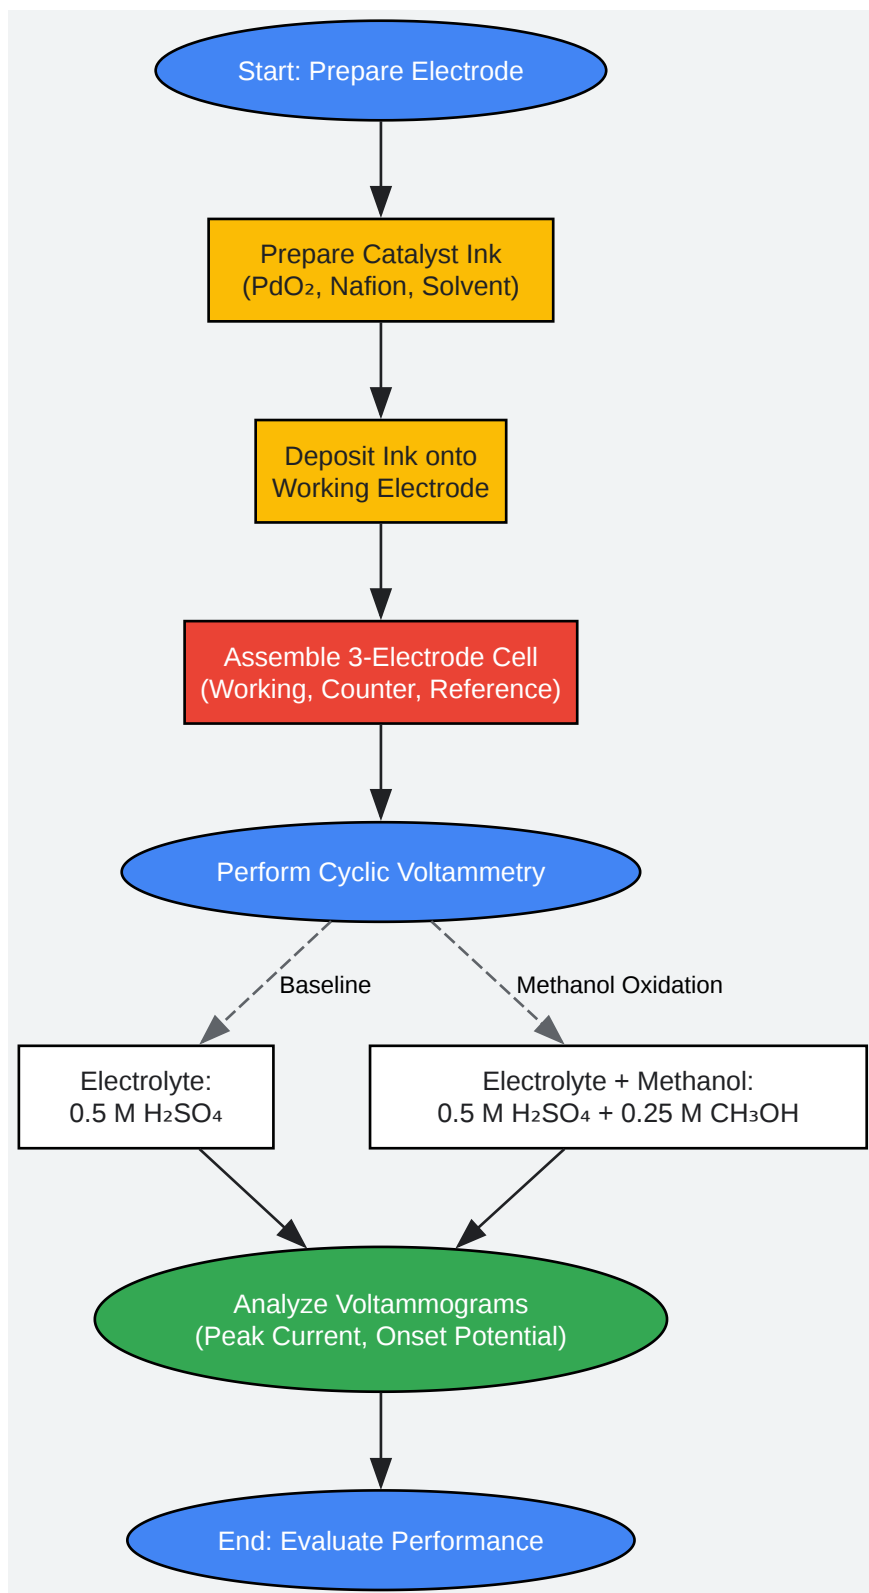 Start: Prepare Electrode
Prepare Catalyst Ink
(PdO₂, Nafion, Solvent)
Deposit Ink onto
Working Electrode
Assemble 3-Electrode Cell
(Working, Counter, Reference)
Perform Cyclic Voltammetry
Baseline
Methanol Oxidation
Electrolyte:
0.5 M H₂SO₄
Electrolyte + Methanol:
0.5 M H₂SO₄ + 0.25 M CH₃OH
Analyze Voltammograms
(Peak Current, Onset Potential)
End: Evaluate Performance